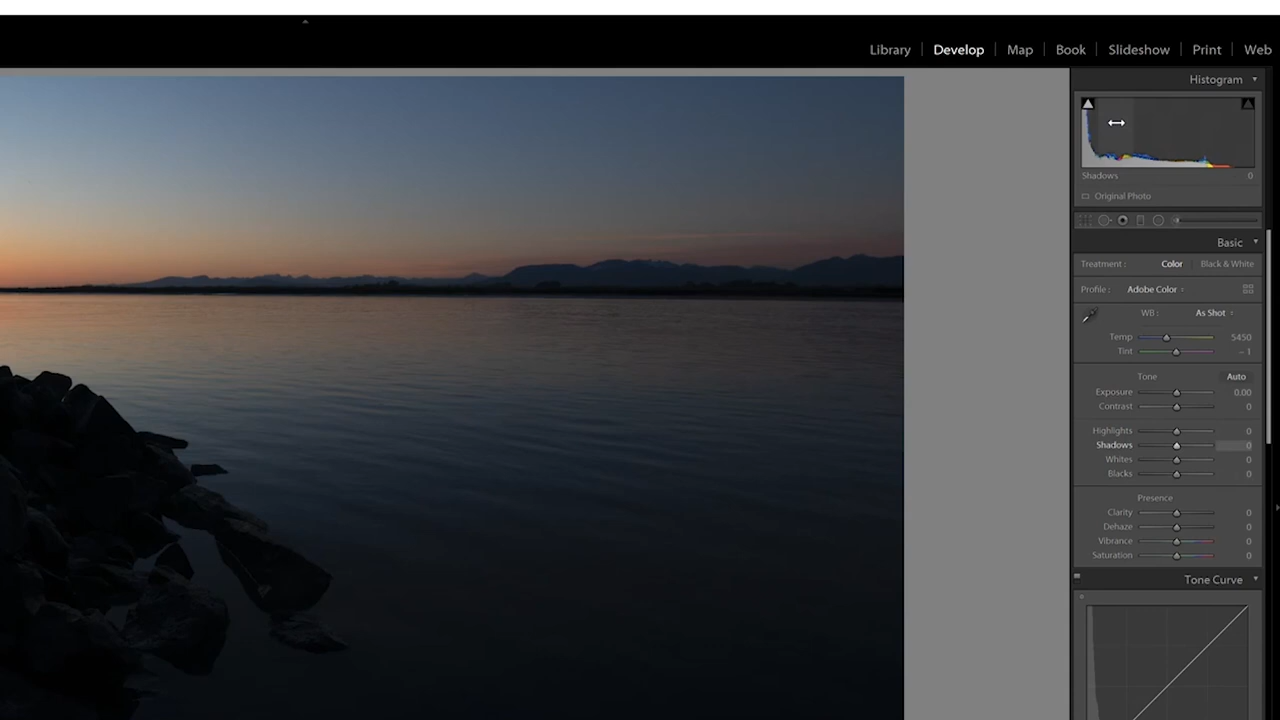 Library Develop Map Book Slideshow Print Web
Histogram
Shadows 0
Original Photo
Basic
Treatment : Color Black & White
Profile : Adobe Color
WB : As Shot
Temp 5450
Tint – 1
Tone Auto
Exposure 0.00
Contrast 0
Highlights 0
Shadows 0
Whites 0
Blacks 0
Presence
Clarity 0
Dehaze 0
Vibrance 0
Saturation 0
Tone Curve